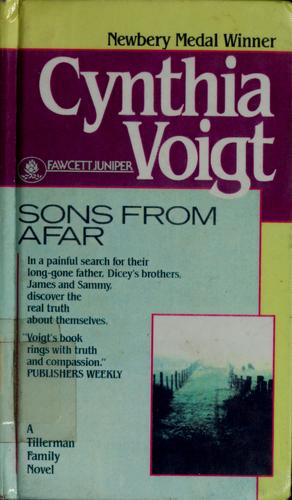 Newbery Medal Winner
Cynthia
Voigt
FAWCETT JUNIPER
SONS FROM
AFAR
In a painful search for their
long-gone father, Dicey's brothers,
James and Sammy,
discover the
real truth
about themselves.
"Voigt's book
rings with truth
and compassion."
PUBLISHERS WEEKLY
A
Tillerman
Family
Novel